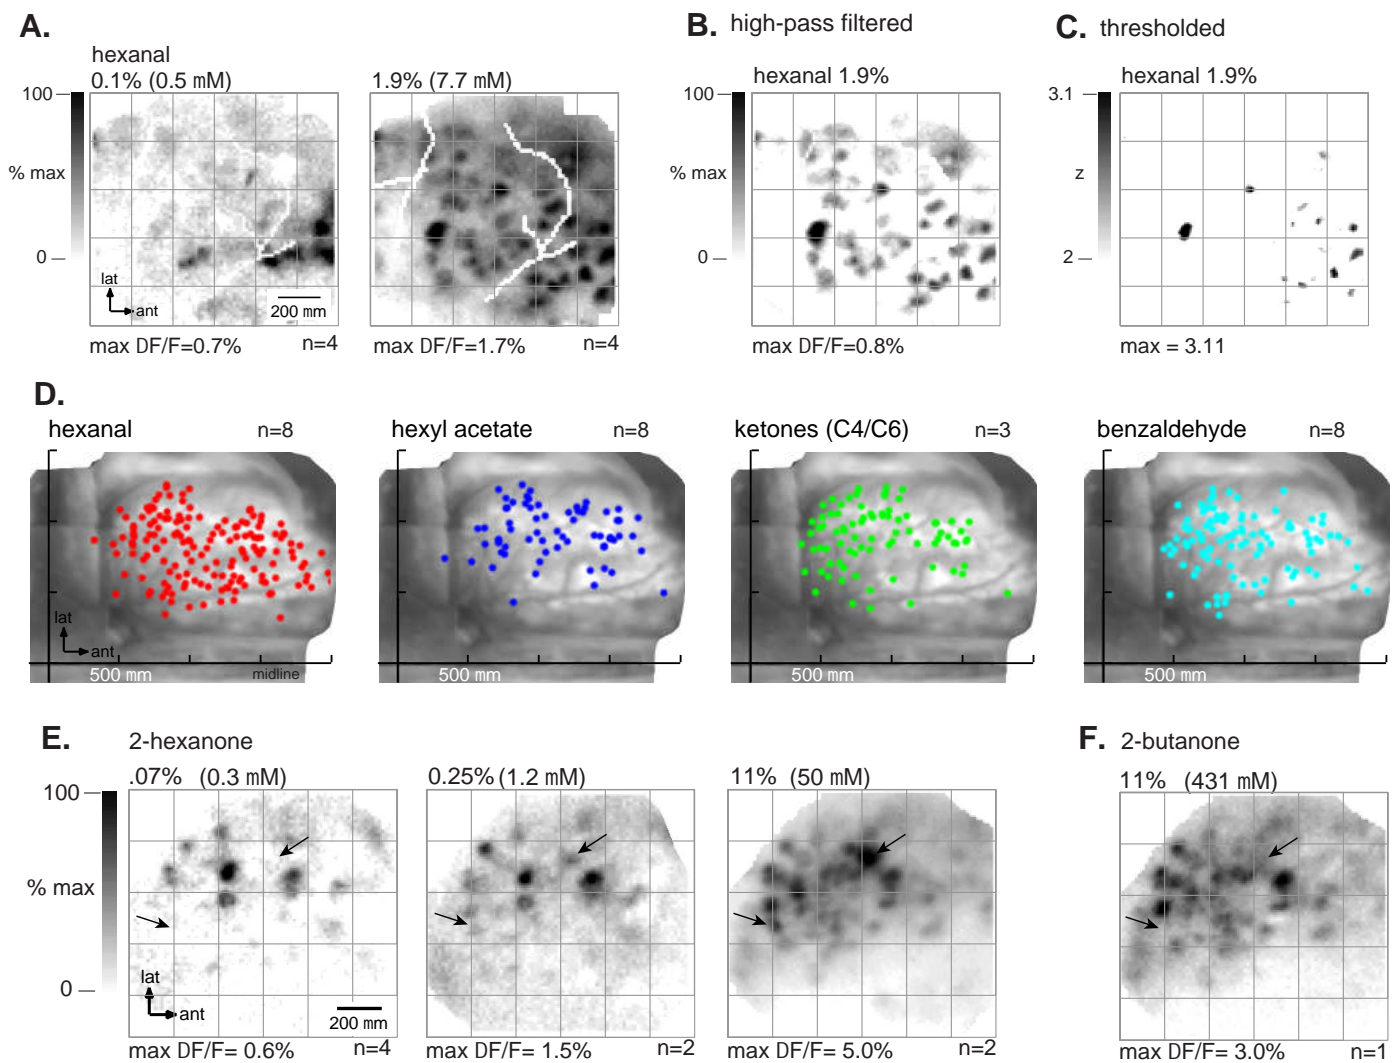 A.
hexanal
0.1% (0.5 mM)
1.9% (7.7 mM)
100
% max
0
lat
ant
200 mm
max DF/F=0.7%
n=4
max DF/F=1.7%
n=4
B. high-pass filtered
hexanal 1.9%
100
% max
0
max DF/F=0.8%
C. thresholded
hexanal 1.9%
3.1
z
2
max = 3.11
D.
hexanal n=8
hexyl acetate n=8
ketones (C4/C6) n=3
benzaldehyde n=8
lat
ant
500 mm
midline
500 mm
500 mm
500 mm
E. 2-hexanone
.07% (0.3 mM)
0.25% (1.2 mM)
11% (50 mM)
100
% max
0
lat
ant
200 mm
max DF/F= 0.6%
n=4
max DF/F= 1.5%
n=2
max DF/F= 5.0%
n=2
F. 2-butanone
11% (431 mM)
max DF/F= 3.0%
n=1